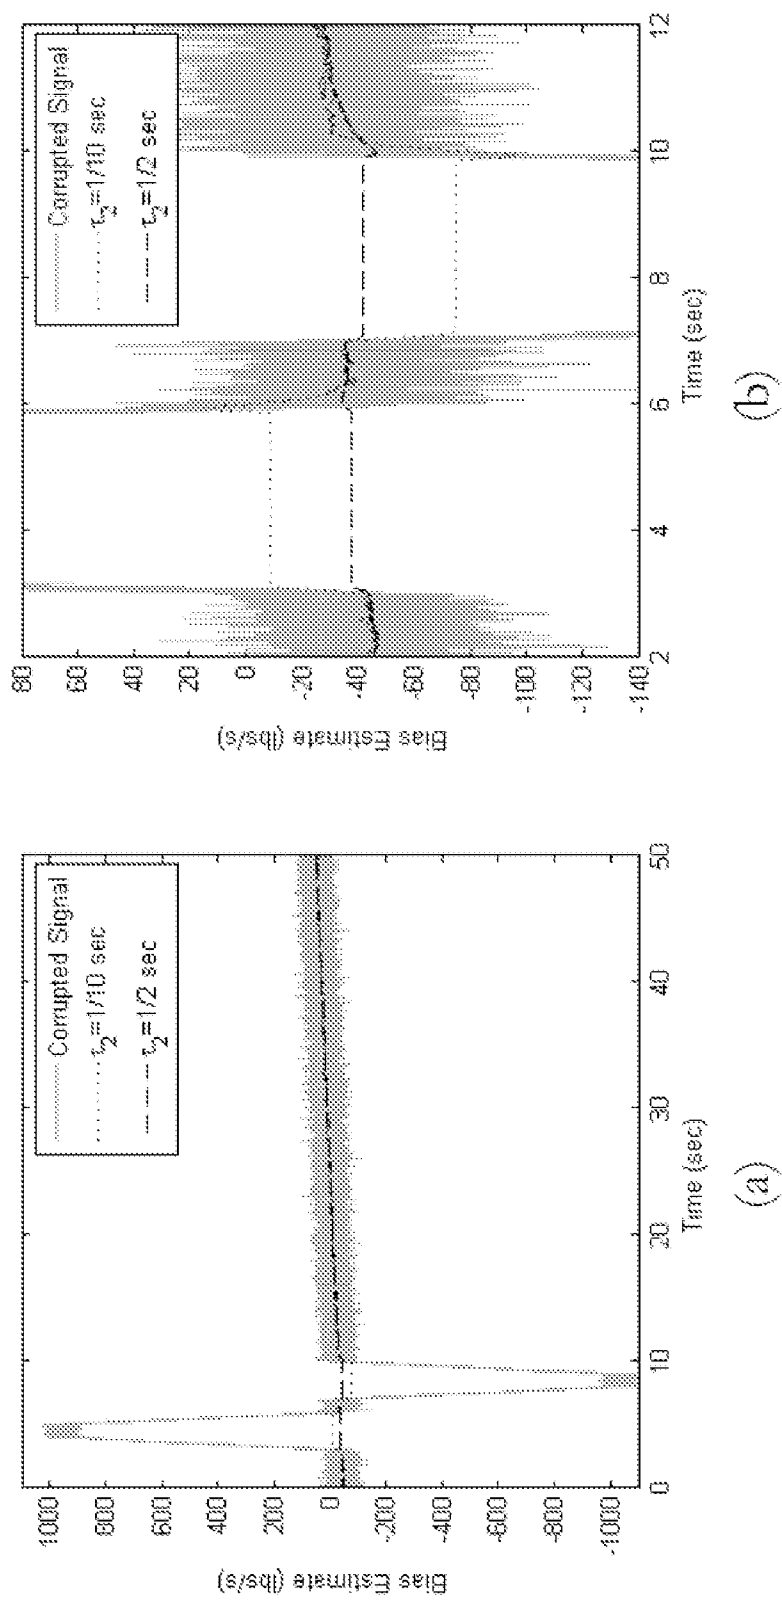 Corrupted Signal
τ2=1/10 sec
τ2=1/2 sec
1000
800
600
400
200
0
-200
-400
-600
-800
-1000
Bias Estimate (lbs/s)
0 10 20 30 40 50
Time (sec)
(a)
Corrupted Signal
τ2=1/10 sec
τ2=1/2 sec
80
60
40
20
0
-20
-40
-60
-80
-100
-120
-140
Bias Estimate (lbs/s)
2 4 6 8 10 12
Time (sec)
(b)